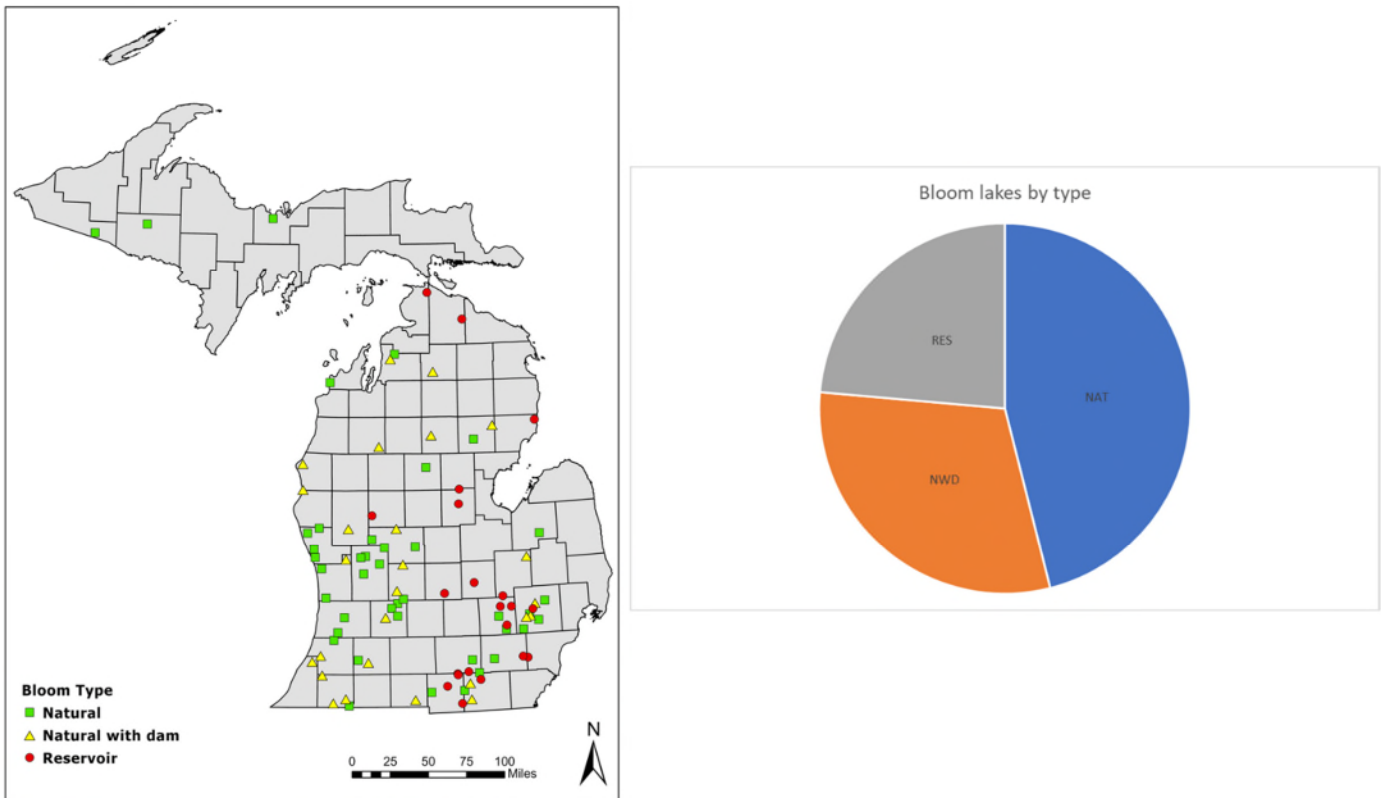 Bloom Type
Natural
Natural with dam
Reservoir
0 25 50 75 100
Miles
N
Bloom lakes by type
RES
NAT
NWD